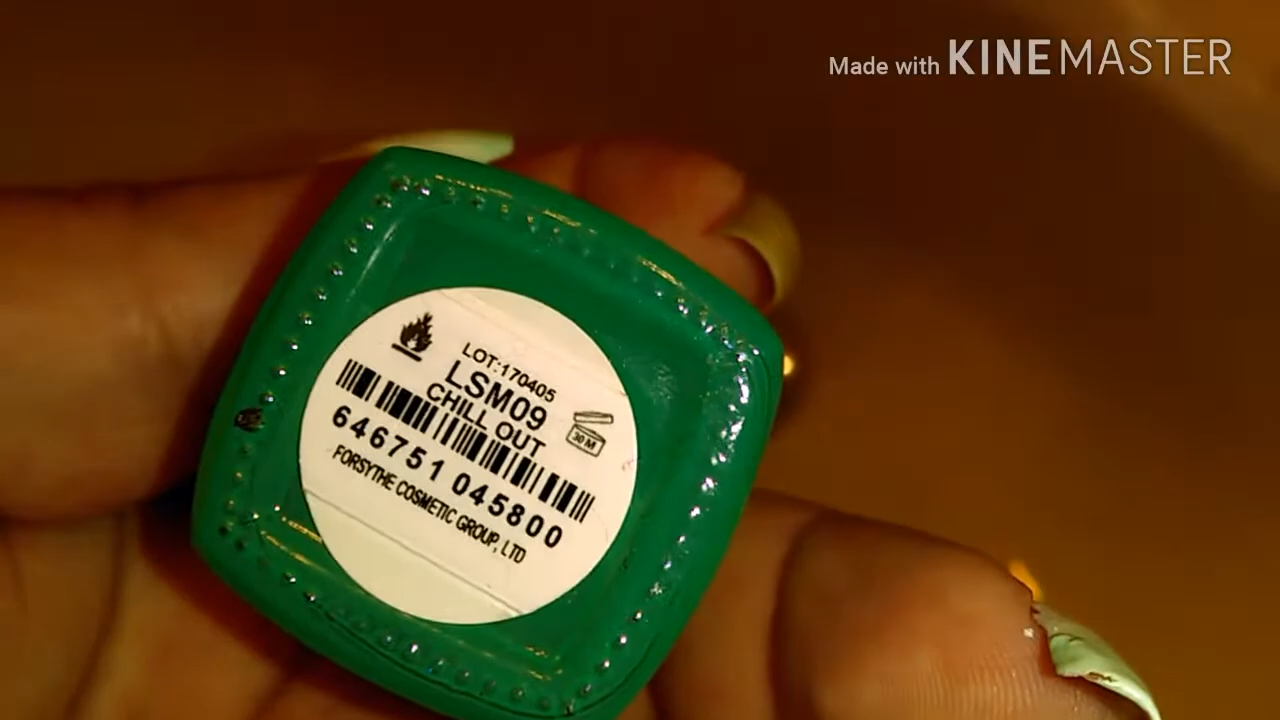 Made with KINEMASTER
LOT:170405
LSM09
CHILL OUT
30 M
646751 045800
FORSYTHE COSMETIC GROUP, LTD